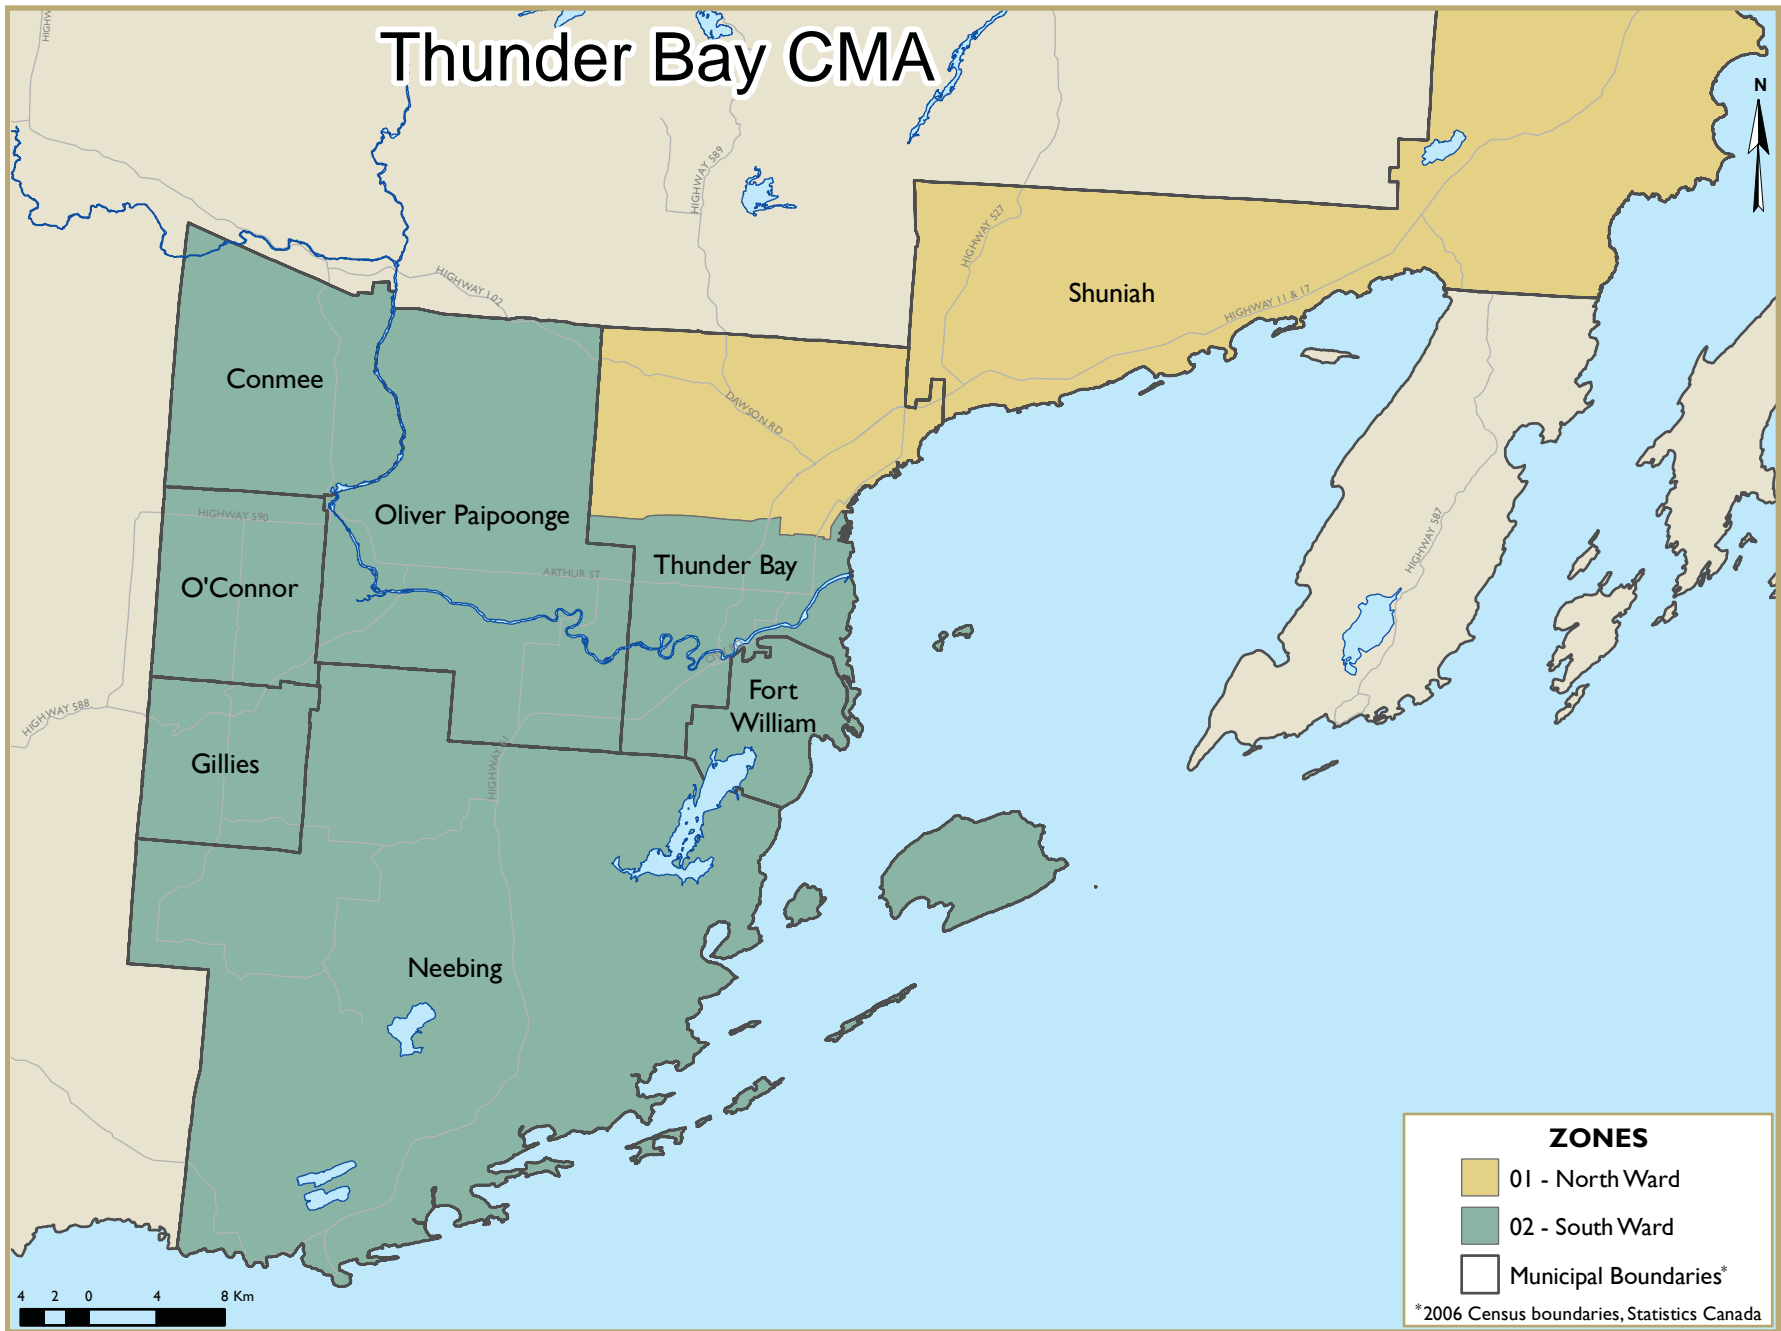 Thunder Bay CMA
N
HIGHWAY 589
HIGHWAY 527
HIGHWAY 102
Shuniah
HIGHWAY 11 & 17
Conmee
DAWSON RD
Oliver Paipoonge
HIGHWAY 590
HIGHWAY 587
Thunder Bay
ARTHUR ST
O'Connor
Fort
William
HIGHWAY 588
Gillies
HIGHWAY 61
Neebing
ZONES
01 - North Ward
02 - South Ward
Municipal Boundaries*
*2006 Census boundaries, Statistics Canada
4 2 0 4 8 Km